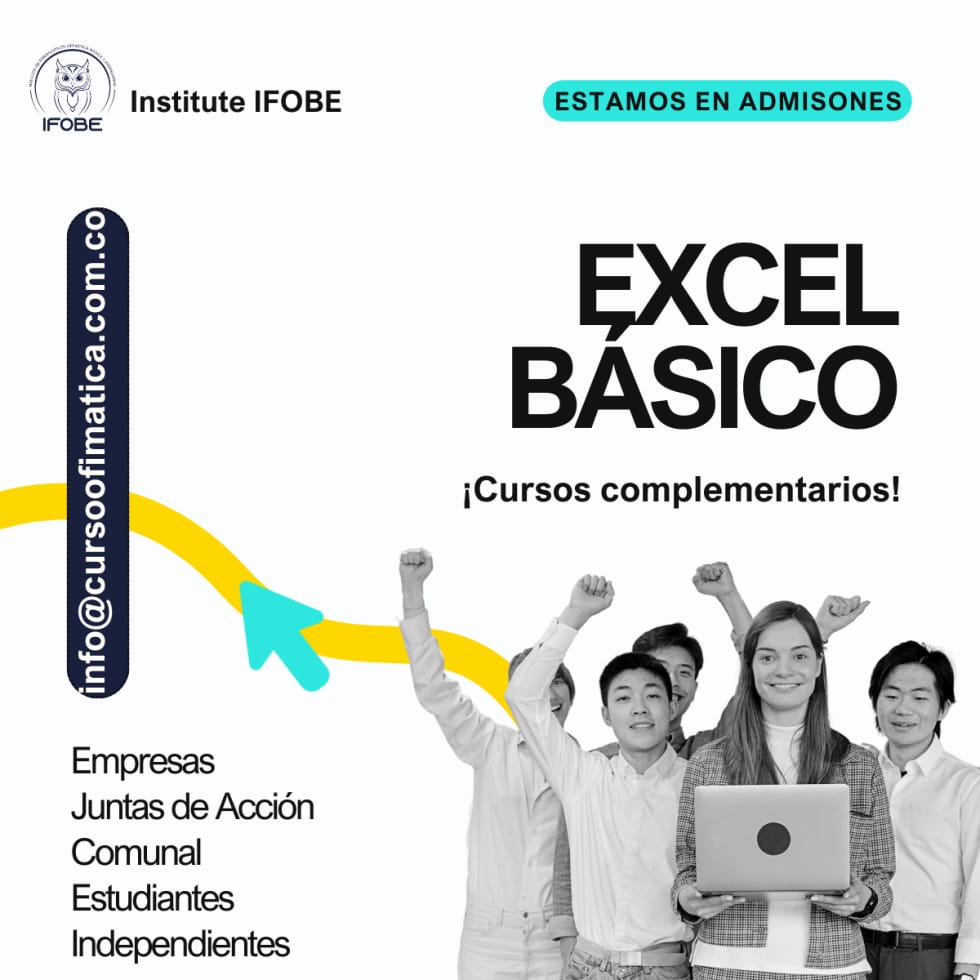 IFOBE
Institute IFOBE
ESTAMOS EN ADMISONES
info@cursoofimatica.com.co
EXCEL
BÁSICO
¡Cursos complementarios!
Empresas
Juntas de Acción
Comunal
Estudiantes
Independientes